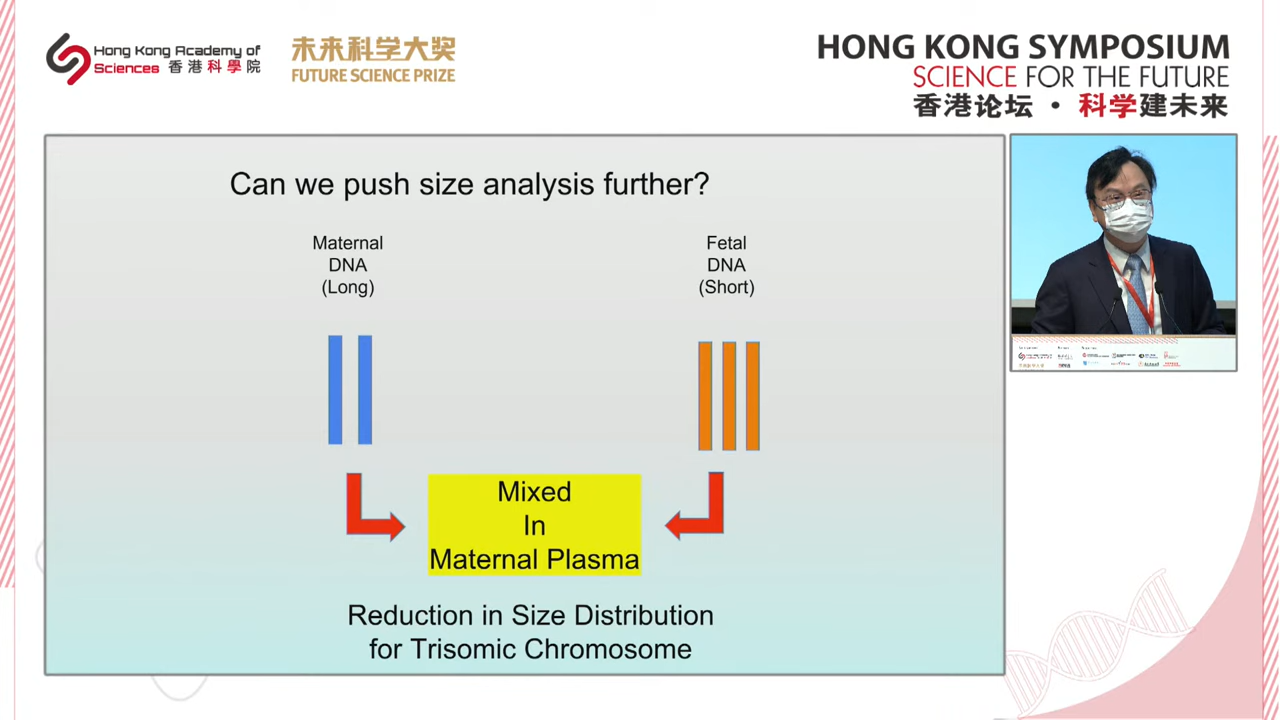 Hong Kong Academy of
Sciences 香港科學院
未来科学大奖
FUTURE SCIENCE PRIZE
HONG KONG SYMPOSIUM
SCIENCE FOR THE FUTURE
香港论坛 · 科学建未来
Can we push size analysis further?
Maternal
DNA
(Long)
Fetal
DNA
(Short)
Mixed
In
Maternal Plasma
Reduction in Size Distribution
for Trisomic Chromosome